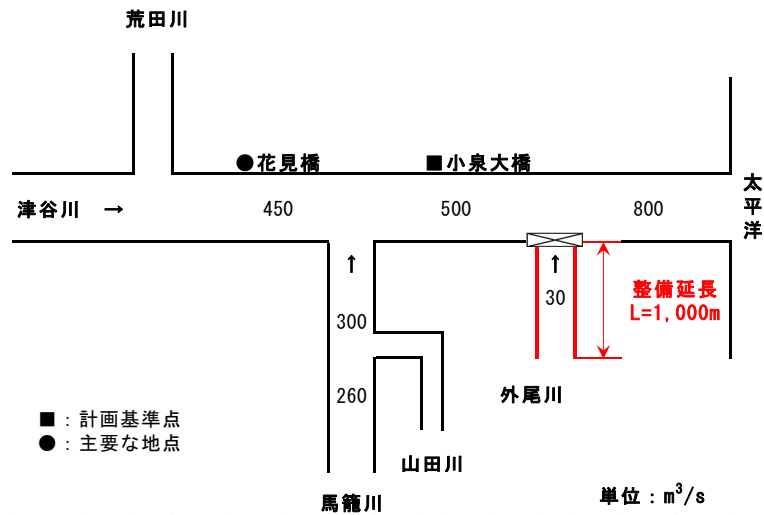 荒田川
●花見橋
■小泉大橋
太平洋
津谷川 →
450
500
800
↑
↑
30
整備延長
L=1,000m
300
260
外尾川
■：計画基準点
●：主要な地点
山田川
馬籠川
単位：m³/s